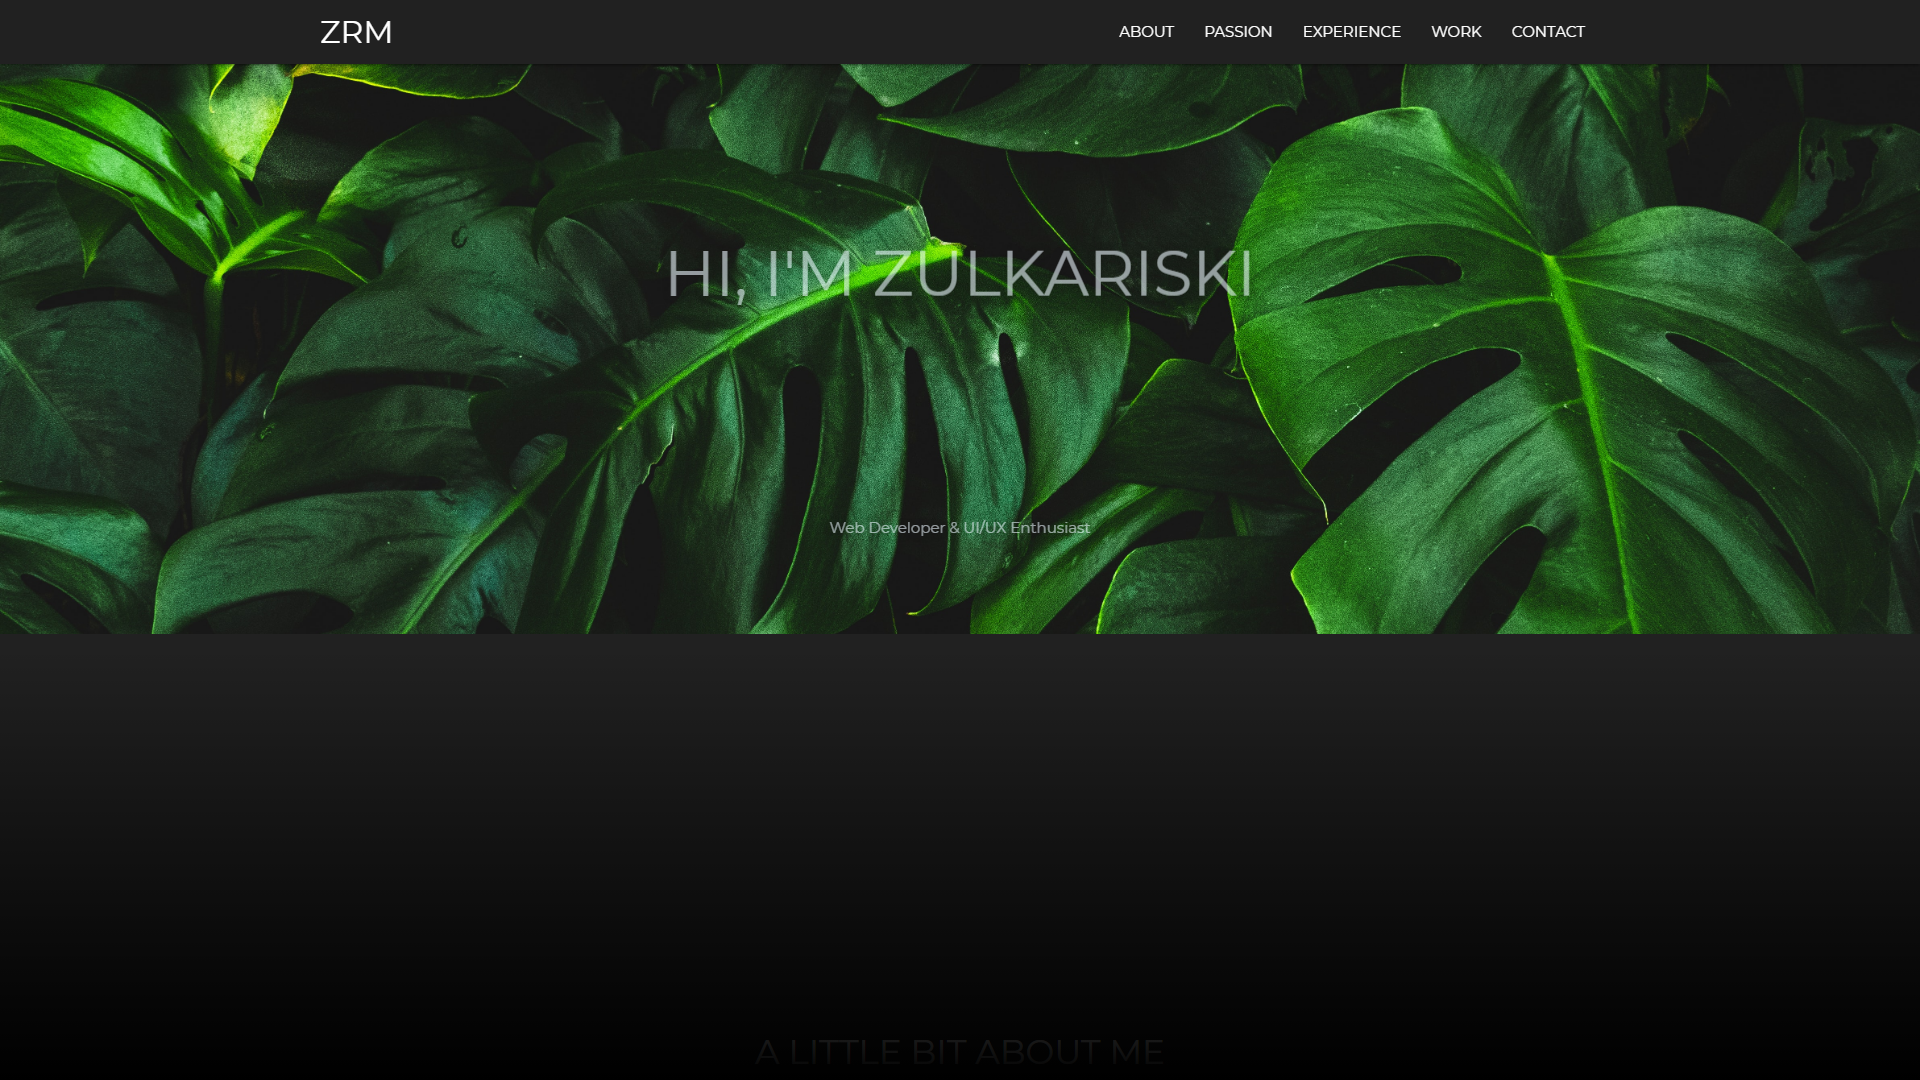 ZRM
ABOUT PASSION EXPERIENCE WORK CONTACT
HI, I'M ZULKARISKI
Web Developer & UI/UX Enthusiast
A LITTLE BIT ABOUT ME